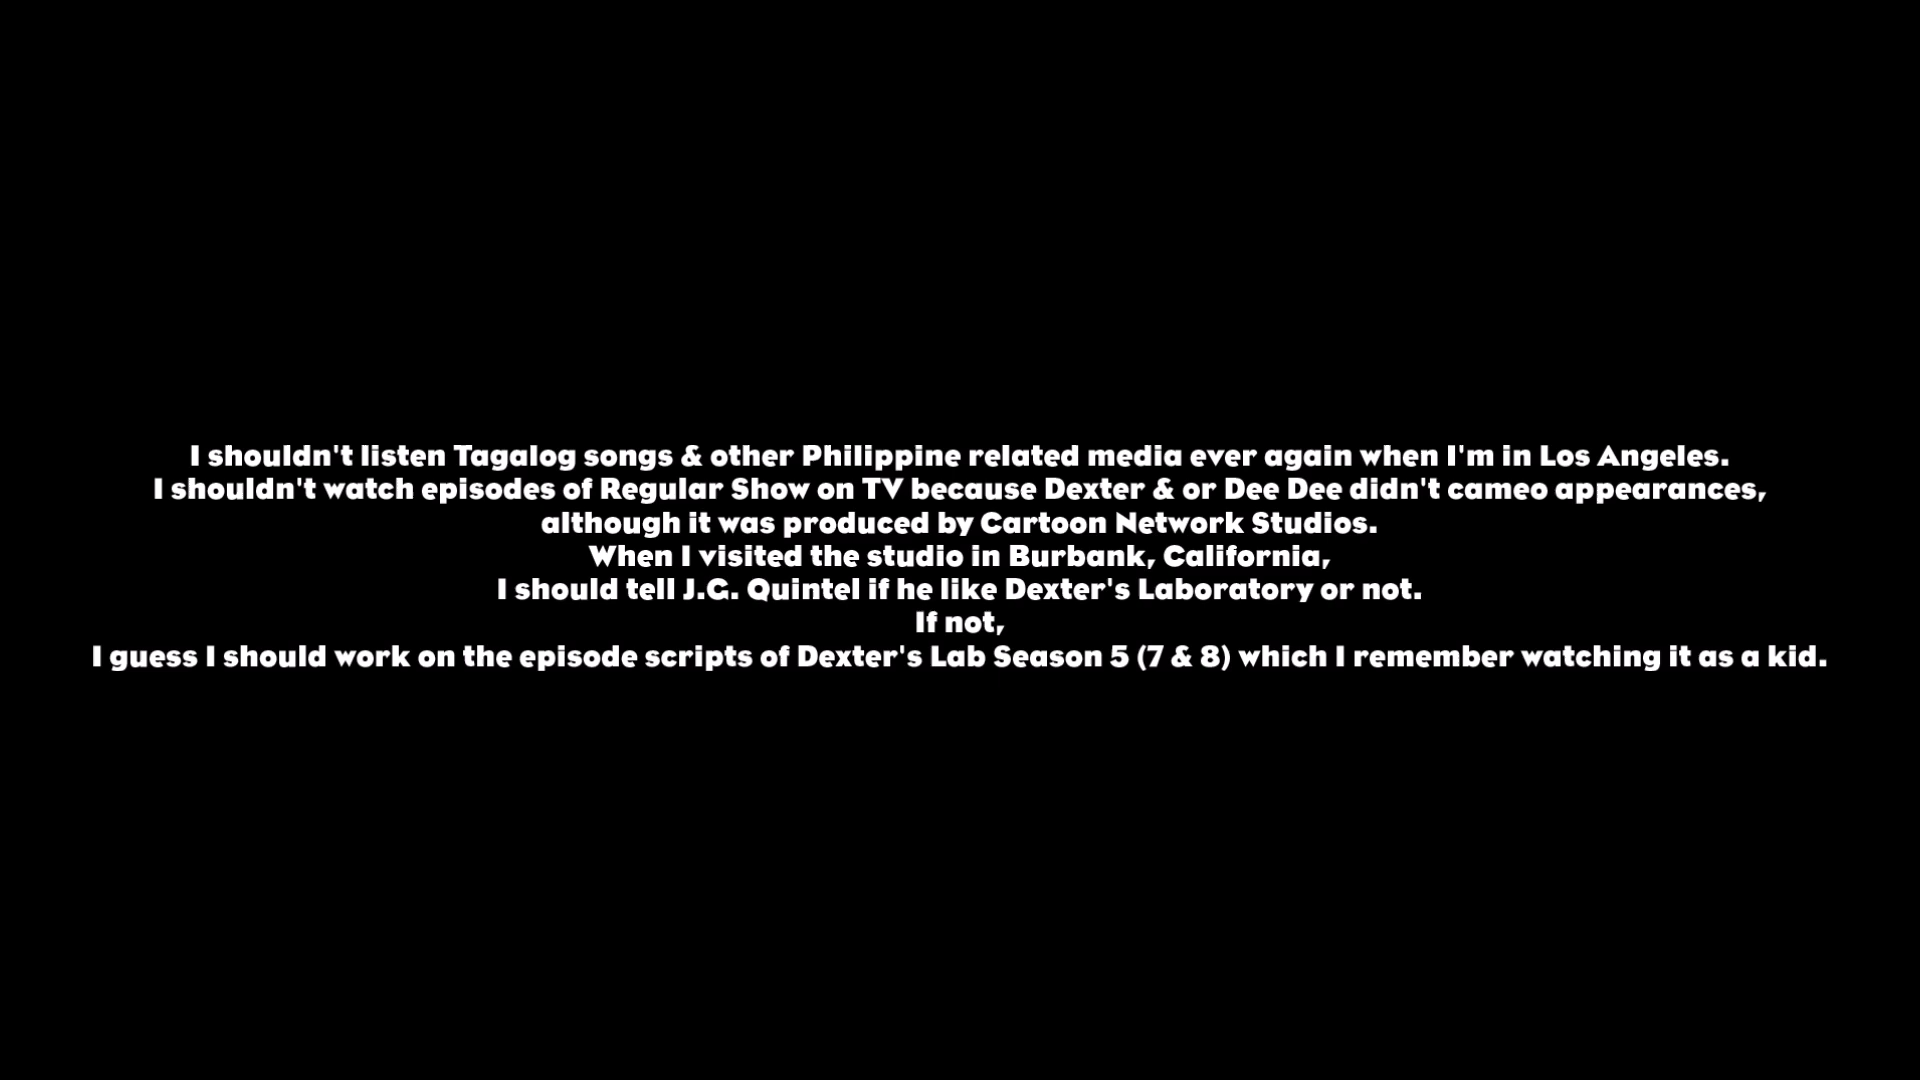 I shouldn't listen Tagalog songs & other Philippine related media ever again when I'm in Los Angeles.
I shouldn't watch episodes of Regular Show on TV because Dexter & or Dee Dee didn't cameo appearances,
although it was produced by Cartoon Network Studios.
When I visited the studio in Burbank, California,
I should tell J.G. Quintel if he like Dexter's Laboratory or not.
If not,
I guess I should work on the episode scripts of Dexter's Lab Season 5 (7 & 8) which I remember watching it as a kid.